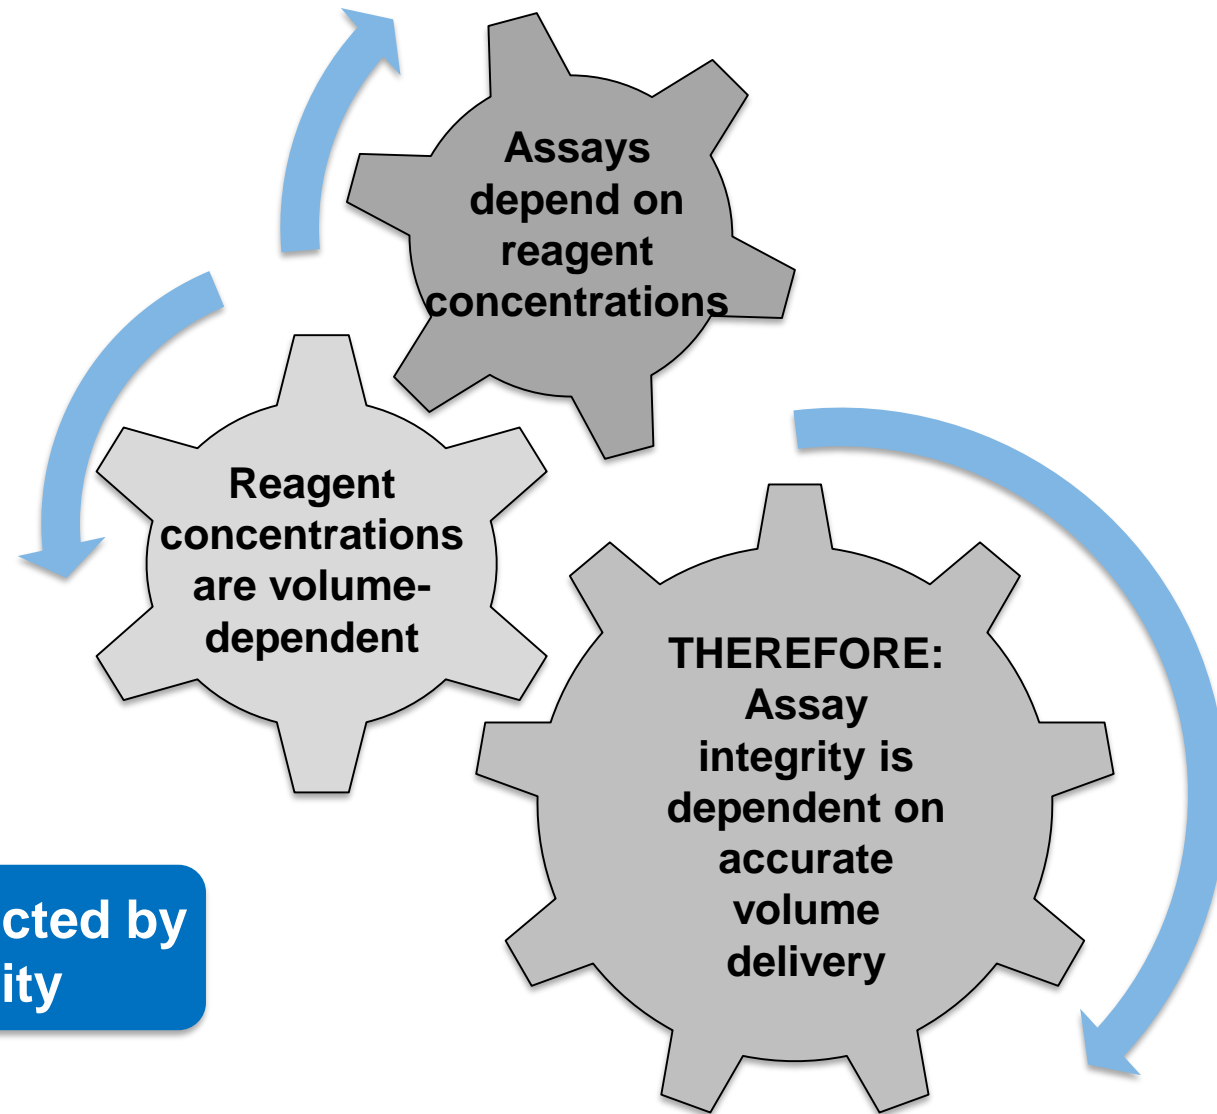 Assays
depend on
reagent
concentrations
Reagent
concentrations
are volume-
dependent
THEREFORE:
Assay
integrity is
dependent on
accurate
volume
delivery
cted by
ity